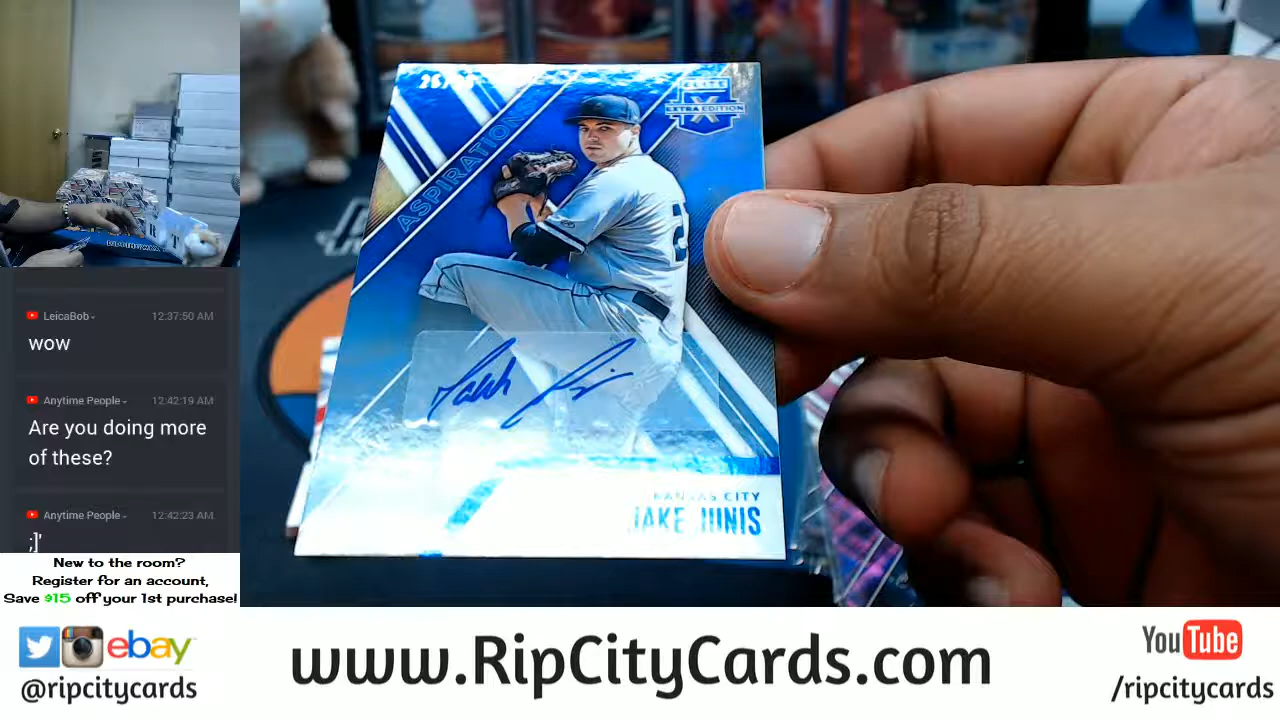 LeicaBob
12:37:50 AM
wow
Anytime People
12:42:19 AM
Are you doing more
of these?
Anytime People
12:42:23 AM
;]'
New to the room?
Register for an account,
Save $15 off your 1st purchase!
ebay
@ripcitycards
www.RipCityCards.com
YouTube
/ripcitycards
ELITE
EXTRA EDITION
ASPIRATION
2
KANSAS CITY
JAKE JUNIS